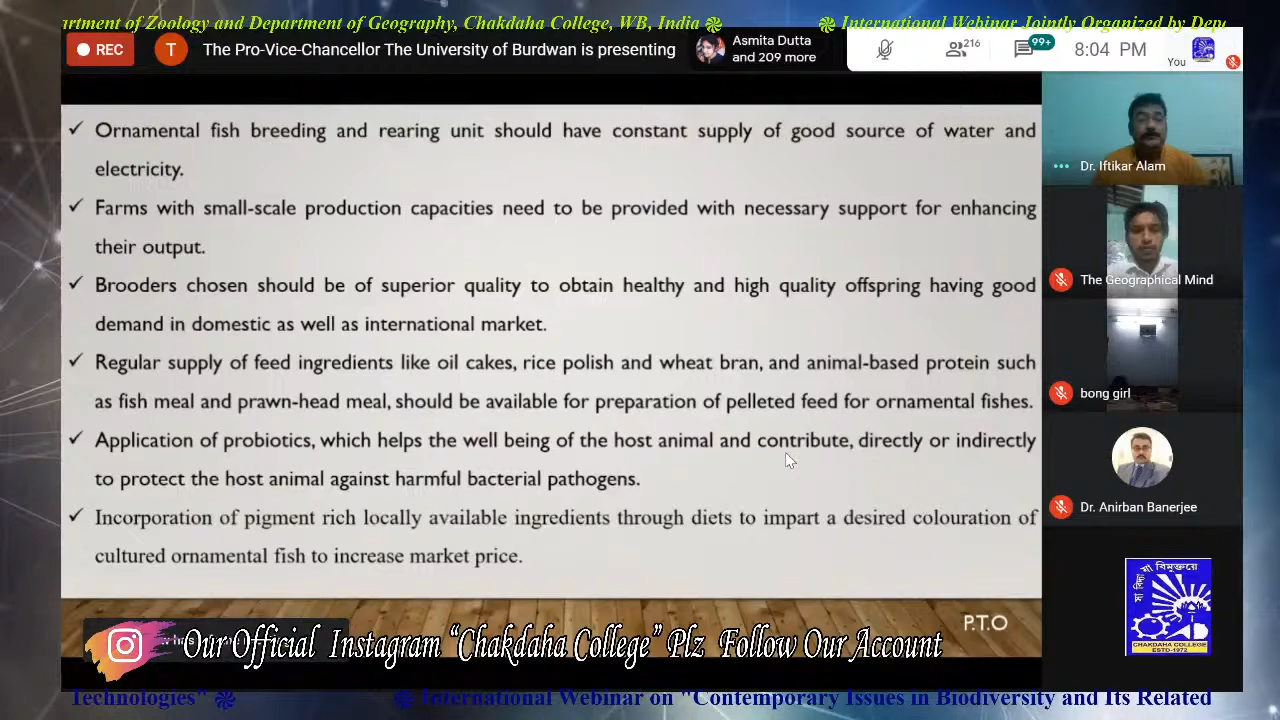 artment of Zoology and Department of Geography, Chakdaha College, WB, India ❁ ❁ International Webinar Jointly Organized by Dep
REC
T
The Pro-Vice-Chancellor The University of Burdwan is presenting
Asmita Dutta
and 209 more
216
99+
8:04 PM
You
✓ Ornamental fish breeding and rearing unit should have constant supply of good source of water and
electricity.
✓ Farms with small-scale production capacities need to be provided with necessary support for enhancing
their output.
✓ Brooders chosen should be of superior quality to obtain healthy and high quality offspring having good
demand in domestic as well as international market.
✓ Regular supply of feed ingredients like oil cakes, rice polish and wheat bran, and animal-based protein such
as fish meal and prawn-head meal, should be available for preparation of pelleted feed for ornamental fishes.
✓ Application of probiotics, which helps the well being of the host animal and contribute, directly or indirectly
to protect the host animal against harmful bacterial pathogens.
✓ Incorporation of pigment rich locally available ingredients through diets to impart a desired colouration of
cultured ornamental fish to increase market price.
P.T.O
Dr. Iftikar Alam
The Geographical Mind
bong girl
Dr. Anirban Banerjee
সা বিদ্যা যা বিমুক্তয়ে
CHAKDAHA COLLEGE
ESTD-1972
Our Official Instagram “Chakdaha College” Plz Follow Our Account
Technologies" ❁ ❁ International Webinar on "Contemporary Issues in Biodiversity and Its Related